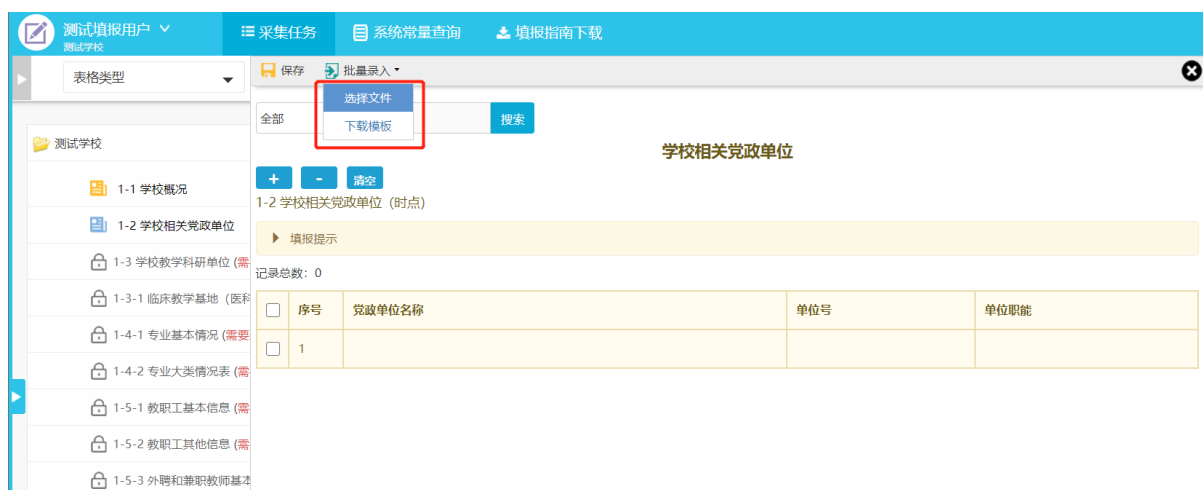 测试填报用户
测试学校
采集任务
系统常量查询
填报指南下载
表格类型
保存
批量录入
选择文件
下载模板
全部
搜索
学校相关党政单位
+
-
清空
1-2 学校相关党政单位（时点）
填报提示
记录总数：0
序号 党政单位名称 单位号 单位职能
1
测试学校
1-1 学校概况
1-2 学校相关党政单位
1-3 学校教学科研单位 (需
1-3-1 临床教学基地（医科
1-4-1 专业基本情况 (需要
1-4-2 专业大类情况表 (需
1-5-1 教职工基本信息 (需
1-5-2 教职工其他信息 (需
1-5-3 外聘和兼职教师基本